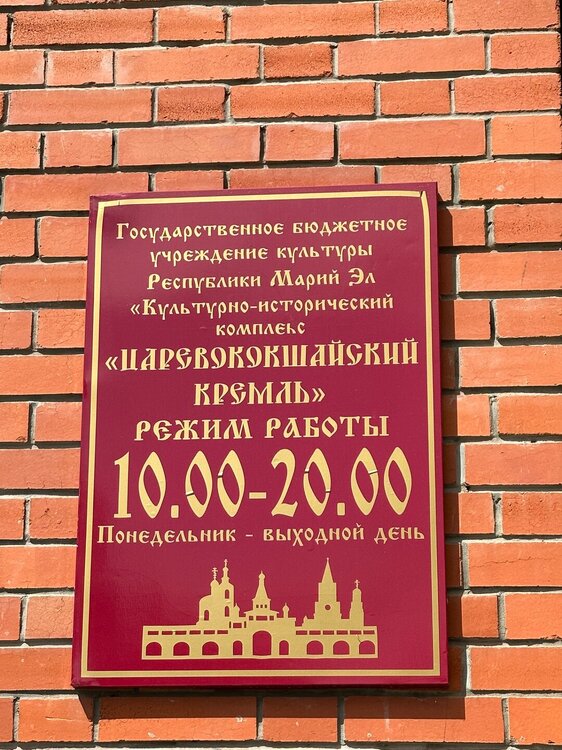 Государственное бюджетное
учреждение культуры
Республики Марий Эл
«Культурно-исторический
комплекс
«ЦАРЕВОКОКШАЙСКИЙ
КРЕМЛЬ»
РЕЖИМ РАБОТЫ
10.00-20.00
Понедельник - выходной день